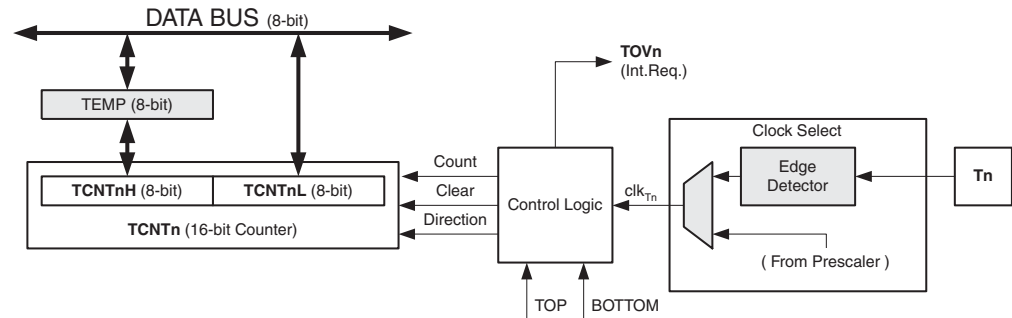 DATA BUS (8-bit)
TEMP (8-bit)
TCNTnH (8-bit) TCNTnL (8-bit)
TCNTn (16-bit Counter)
Count
Clear
Direction
Control Logic
TOVn
(Int.Req.)
TOP
BOTTOM
clkTn
Clock Select
Edge
Detector
( From Prescaler )
Tn